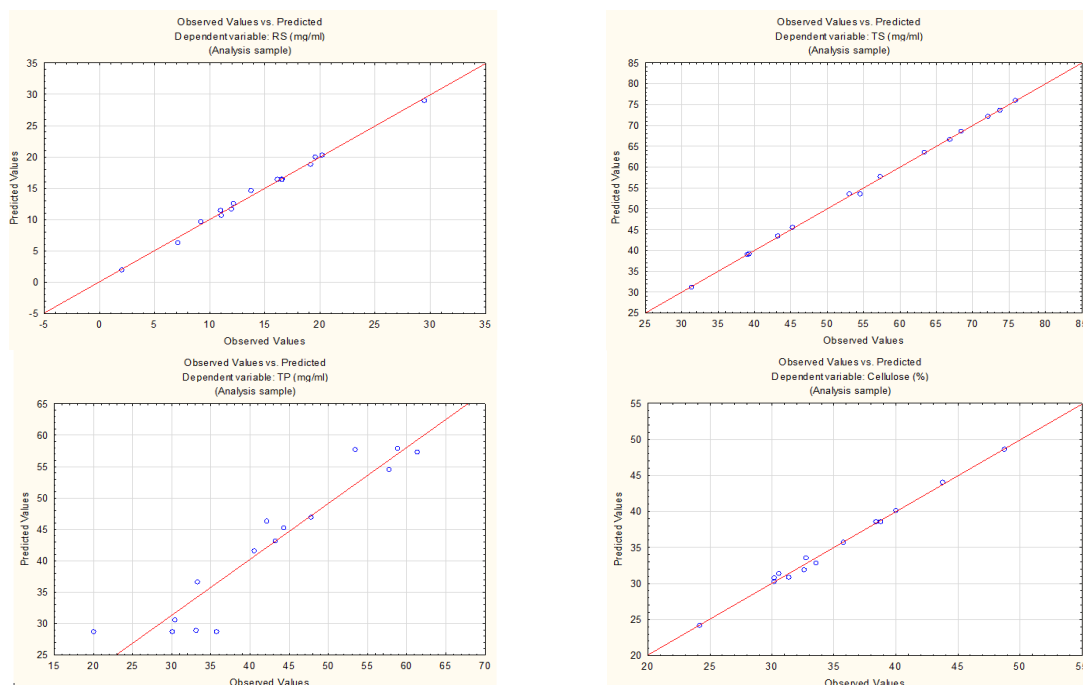 Observed Values vs. Predicted
Dependent variable: RS (mg/ml)
(Analysis sample)
35
30
25
20
15
10
5
0
-5
Predicted Values
-5 0 5 10 15 20 25 30 35
Observed Values
Observed Values vs. Predicted
Dependent variable: TS (mg/ml)
(Analysis sample)
85
80
75
70
65
60
55
50
45
40
35
30
25
Predicted Values
25 30 35 40 45 50 55 60 65 70 75 80 85
Observed Values
Observed Values vs. Predicted
Dependent variable: TP (mg/ml)
(Analysis sample)
65
60
55
50
45
40
35
30
25
Predicted Values
15 20 25 30 35 40 45 50 55 60 65 70
Observed Values
Observed Values vs. Predicted
Dependent variable: Cellulose (%)
(Analysis sample)
55
50
45
40
35
30
25
20
Predicted Values
20 25 30 35 40 45 50 55
Observed Values